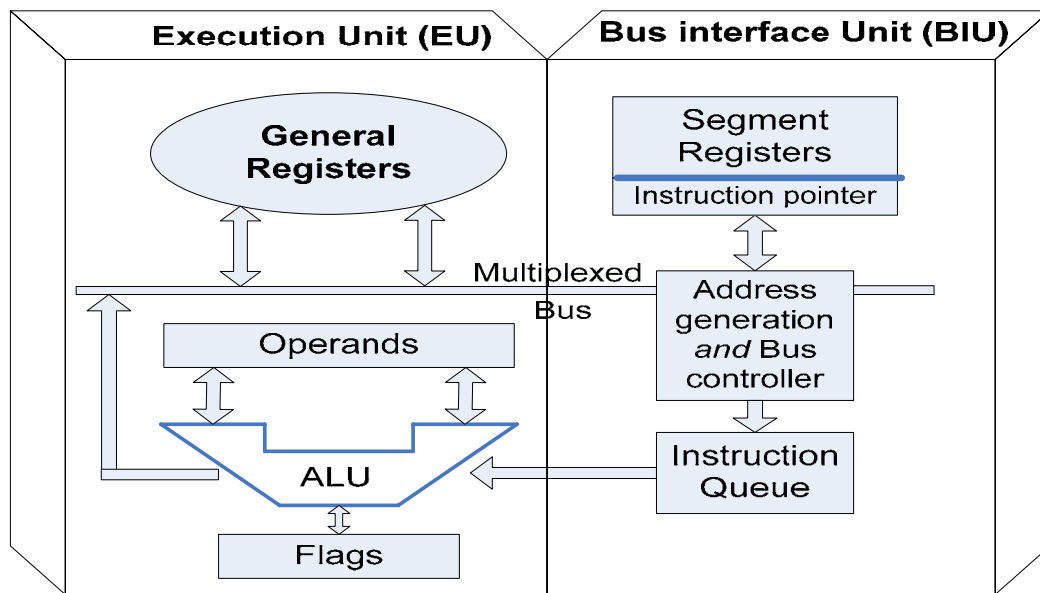 Execution Unit (EU)
Bus interface Unit (BIU)
General
Registers
Segment
Registers
Instruction pointer
Multiplexed
Bus
Address
generation
and Bus
controller
Operands
ALU
Instruction
Queue
Flags